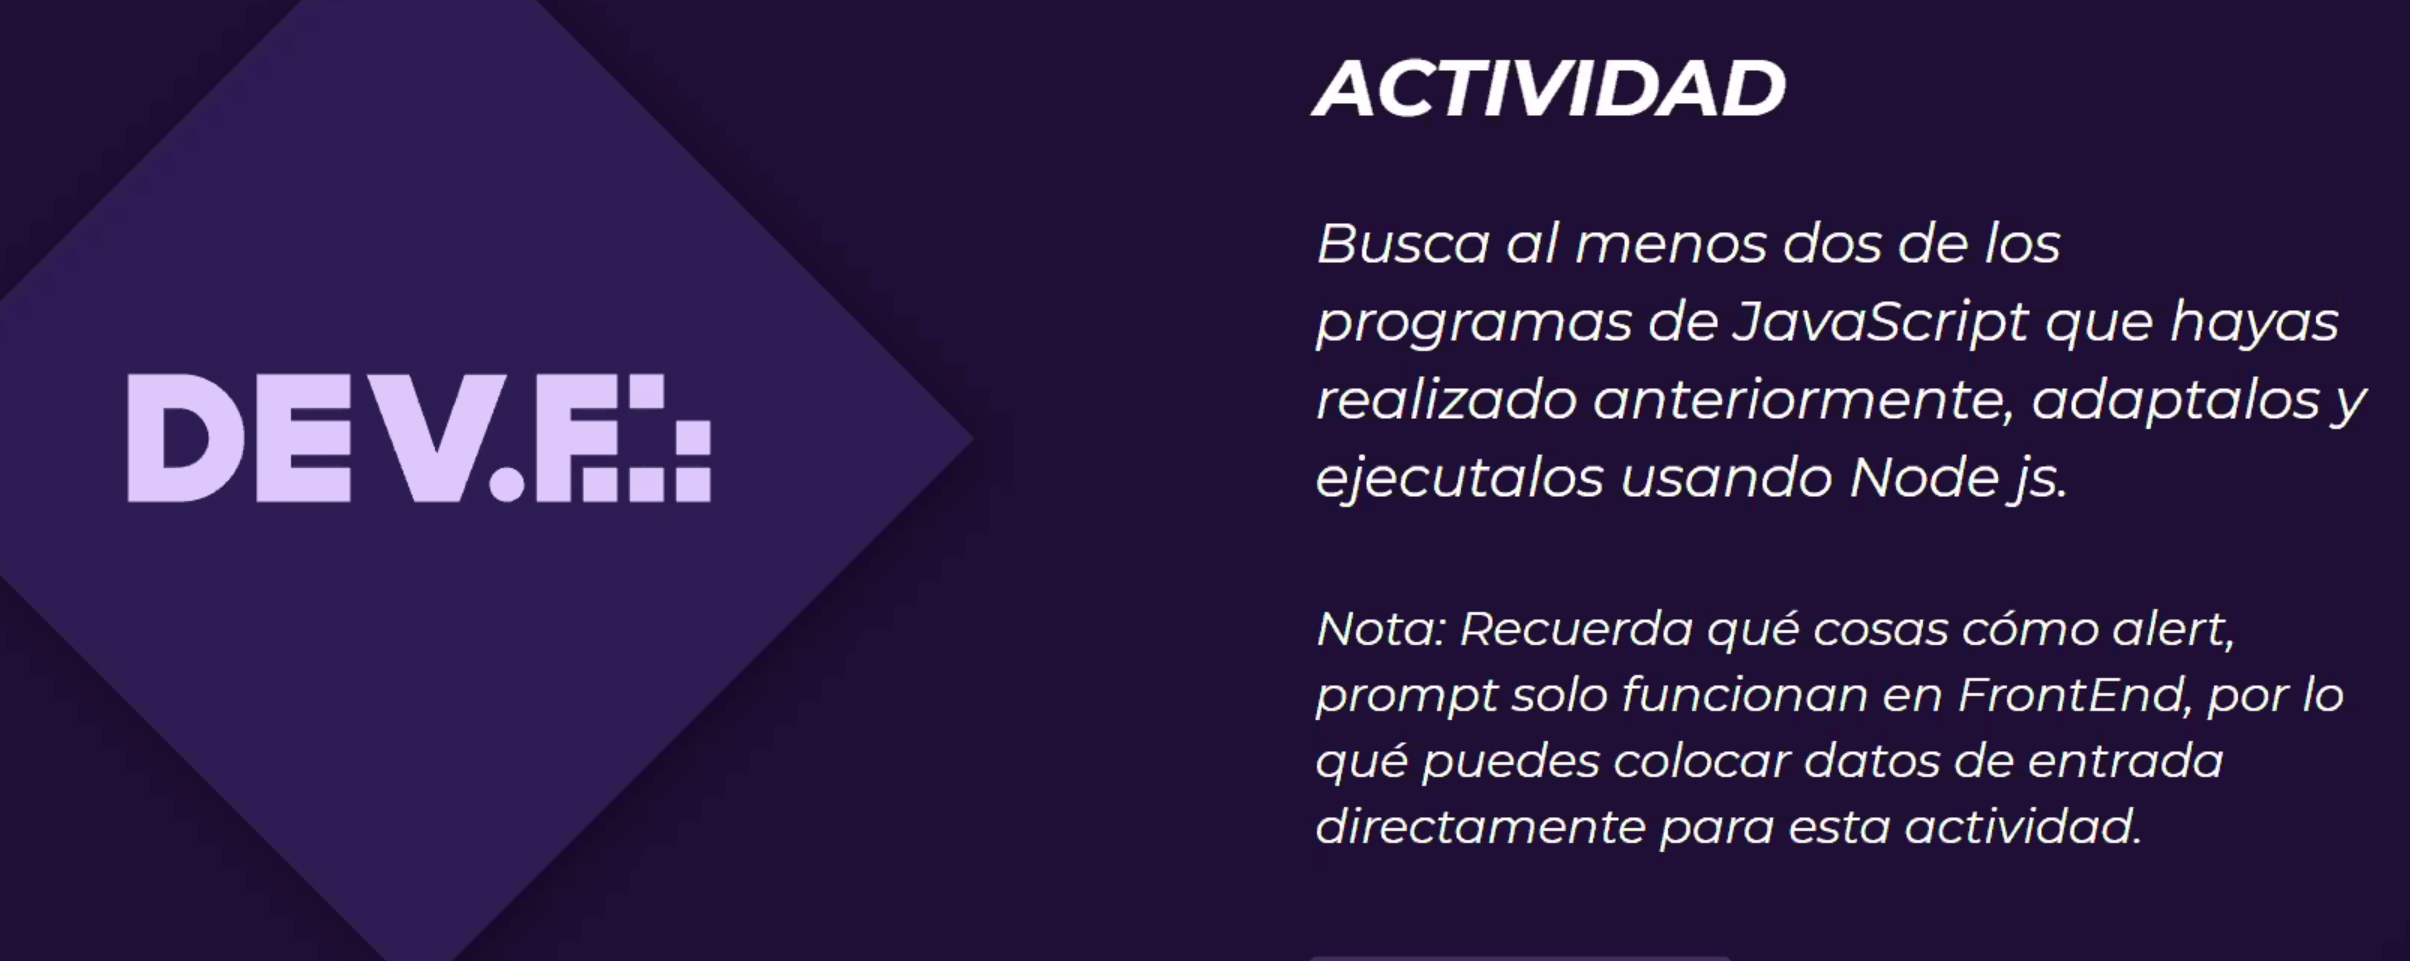 DEV.F.:
ACTIVIDAD
Busca al menos dos de los
programas de JavaScript que hayas
realizado anteriormente, adaptalos y
ejecutalos usando Node js.
Nota: Recuerda qué cosas cómo alert,
prompt solo funcionan en FrontEnd, por lo
qué puedes colocar datos de entrada
directamente para esta actividad.